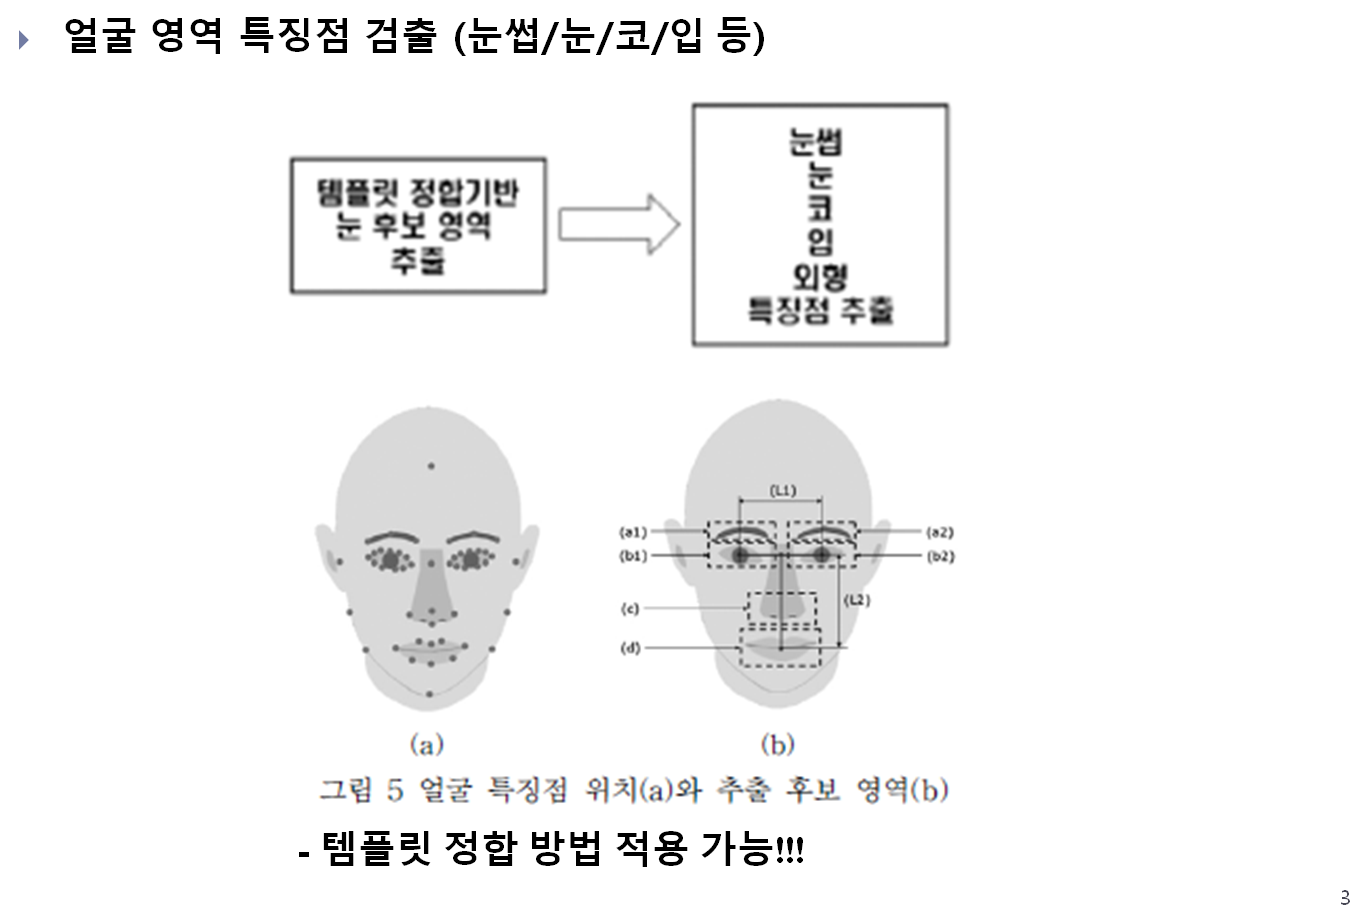 얼굴 영역 특징점 검출 (눈썹/눈/코/입 등)
템플릿 정합기반
눈 후보 영역
추출
눈썹
눈
코
입
외형
특징점 추출
(L1)
(a1)
(a2)
(b1)
(b2)
(L2)
(c)
(d)
(a)
(b)
그림 5 얼굴 특징점 위치(a)와 추출 후보 영역(b)
- 템플릿 정합 방법 적용 가능!!!
3